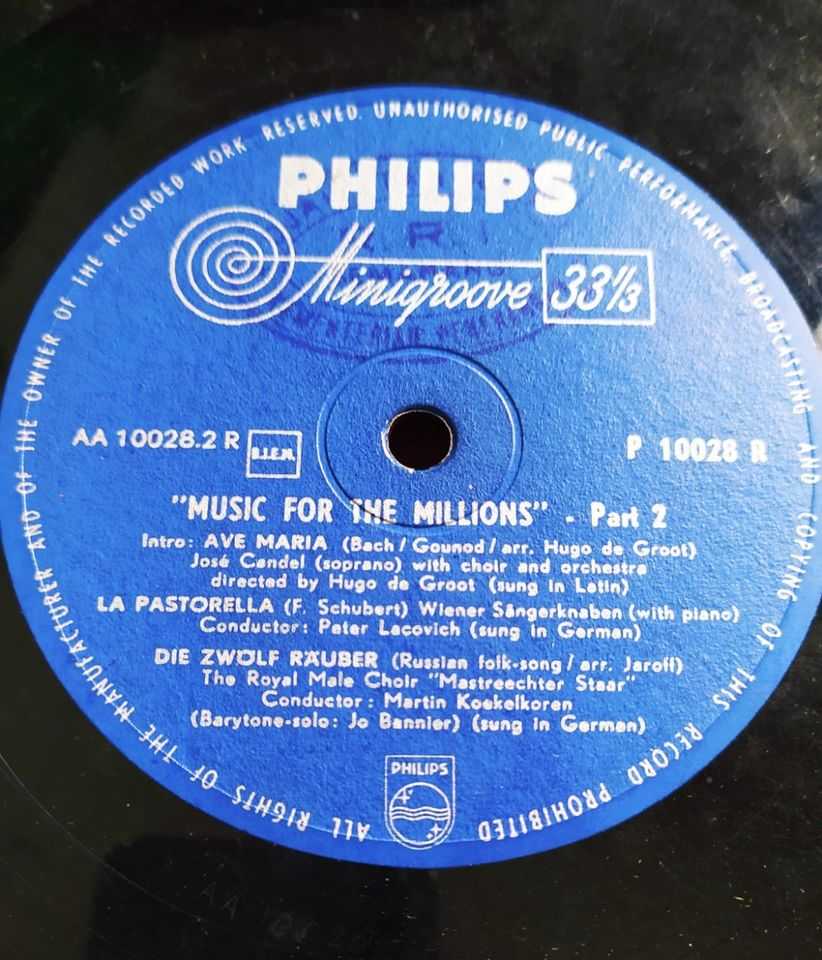 ALL RIGHTS OF THE MANUFACTURER AND OF THE OWNER OF THE RECORDED WORK RESERVED. UNAUTHORISED PUBLIC PERFORMANCE, BROADCASTING AND COPYING OF THIS RECORD PROHIBITED
PHILIPS
Minigroove 33⅓
AA 10028.2 R B.I.E.M. P 10028 R
"MUSIC FOR THE MILLIONS" - Part 2
Intro: AVE MARIA (Bach/Gounod/arr. Hugo de Groot)
José Candel (soprano) with choir and orchestra
directed by Hugo de Groot (sung in Latin)
LA PASTORELLA (F. Schubert) Wiener Sängerknaben (with piano)
Conductor: Peter Lacovich (sung in German)
DIE ZWÖLF RÄUBER (Russian folk-song/arr. Jaroff)
The Royal Male Choir "Mastreechter Staar"
Conductor: Martin Koekelkoren
(Barytone-solo: Jo Bannier) (sung in German)
PHILIPS